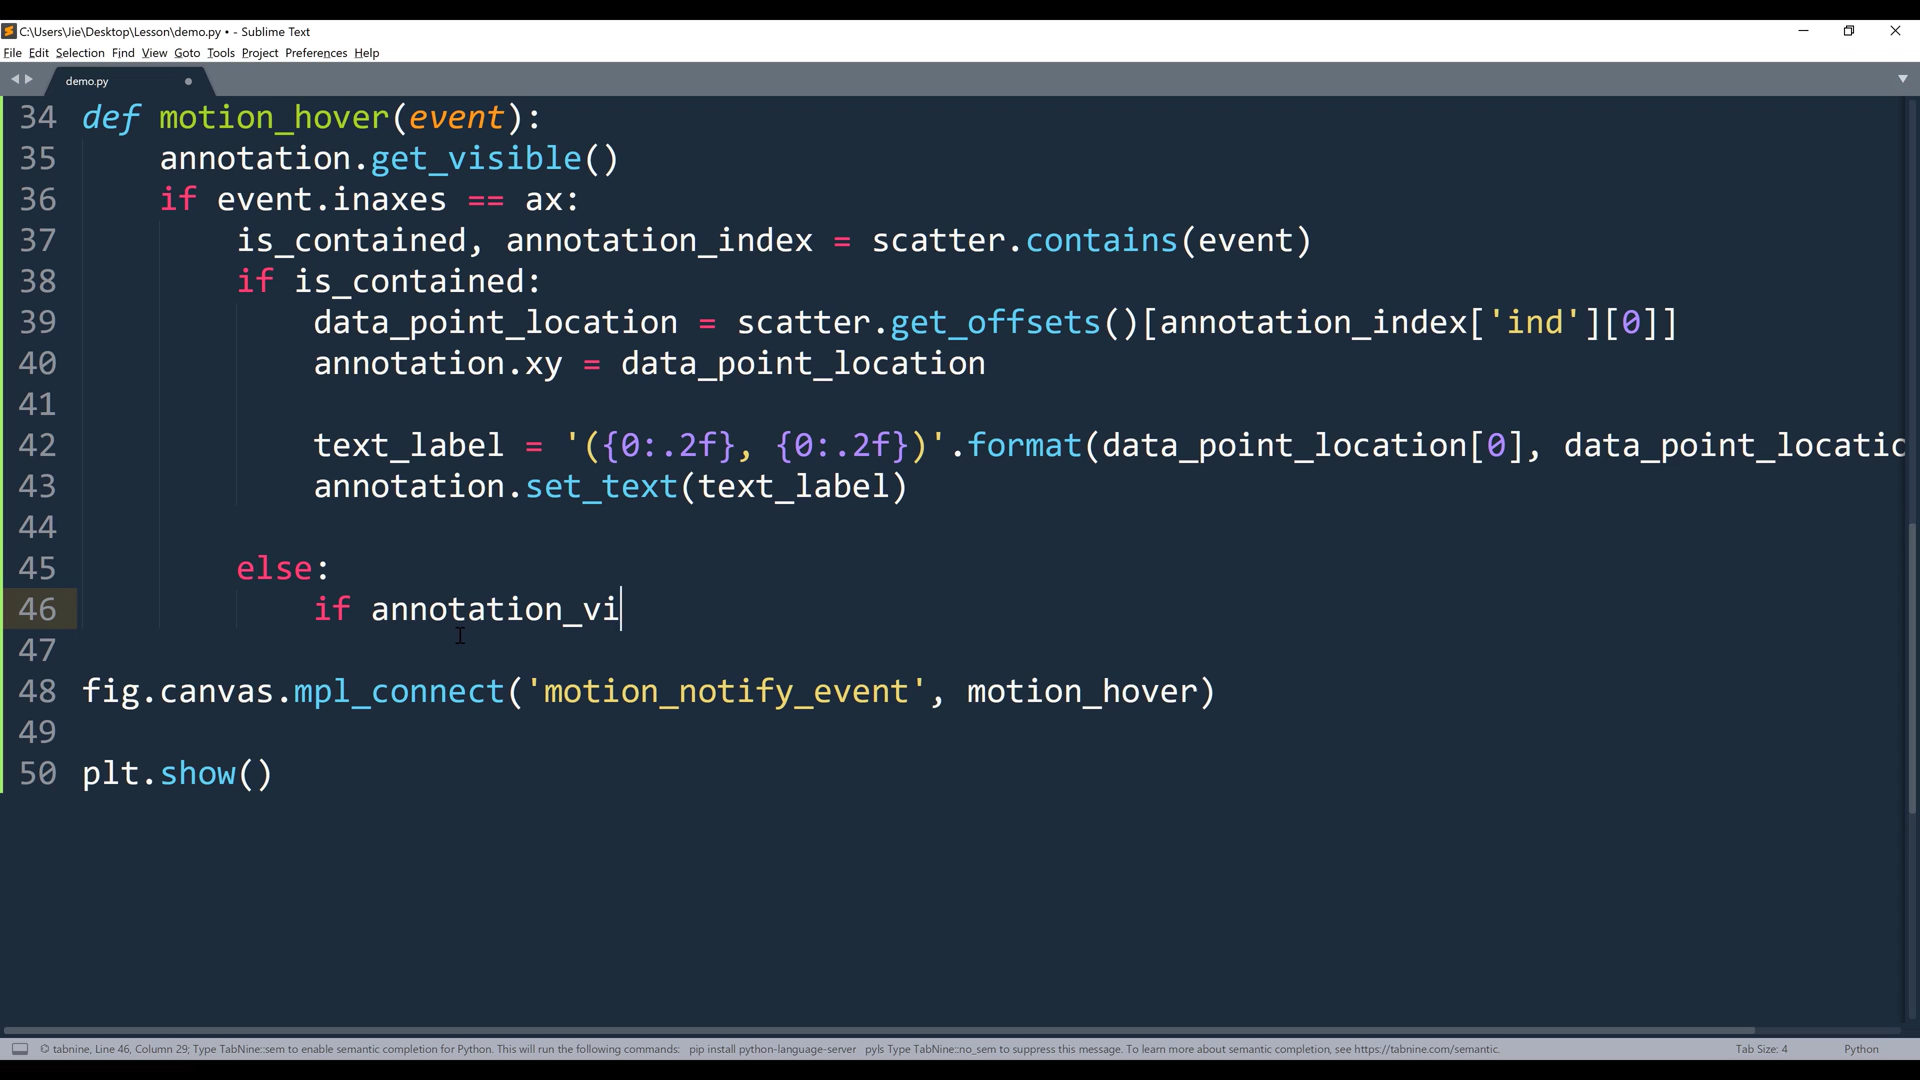 C:\Users\Jie\Desktop\Lesson\demo.py • - Sublime Text
File Edit Selection Find View Goto Tools Project Preferences Help
demo.py
34 def motion_hover(event):
35 annotation.get_visible()
36 if event.inaxes == ax:
37 is_contained, annotation_index = scatter.contains(event)
38 if is_contained:
39 data_point_location = scatter.get_offsets()[annotation_index['ind'][0]]
40 annotation.xy = data_point_location
41
42 text_label = '({0:.2f}, {0:.2f})'.format(data_point_location[0], data_point_locatio
43 annotation.set_text(text_label)
44
45 else:
46 if annotation_vi
47
48 fig.canvas.mpl_connect('motion_notify_event', motion_hover)
49
50 plt.show()
tabnine, Line 46, Column 29; Type TabNine::sem to enable semantic completion for Python. This will run the following commands: pip install python-language-server pyls Type TabNine::no_sem to suppress this message. To learn more about semantic completion, see https://tabnine.com/semantic. Tab Size: 4 Python